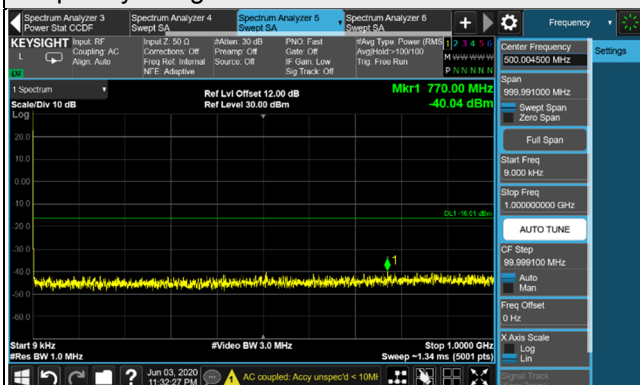 Spectrum Analyzer 3
Power Stat CCDF
Spectrum Analyzer 4
Swept SA
Spectrum Analyzer 5
Swept SA
Spectrum Analyzer 6
Swept SA
Frequency
KEYSIGHT
L
LXI
Input: RF
Coupling: AC
Align: Auto
Input Z: 50 Ω
Corrections: Off
Freq Ref: Internal
NFE: Adaptive
#Atten: 30 dB
Preamp: Off
Source: Off
PNO: Fast
Gate: Off
IF Gain: Low
Sig Track: Off
#Avg Type: Power (RMS
Avg|Hold:>100/100
Trig: Free Run
1 2 3 4 5 6
M W W W W W
P N N N N N
1 Spectrum
Scale/Div 10 dB
Log
Ref Lvl Offset 12.00 dB
Ref Level 30.00 dBm
Mkr1 770.00 MHz
-40.04 dBm
20.0
10.0
0.00
-10.0
-20.0
-30.0
-40.0
-50.0
-60.0
DL1 -16.01 dBm
1
Start 9 kHz
#Res BW 1.0 MHz
#Video BW 3.0 MHz
Stop 1.0000 GHz
Sweep ~1.34 ms (5001 pts)
Center Frequency
500.004500 MHz
Settings
Span
999.991000 MHz
Swept Span
Zero Span
Full Span
Start Freq
9.000 kHz
Stop Freq
1.000000000 GHz
AUTO TUNE
CF Step
99.999100 MHz
Auto
Man
Freq Offset
0 Hz
X Axis Scale
Log
Lin
Signal Track
Jun 03, 2020
11:32:27 PM
AC coupled: Accy unspec'd < 10MH